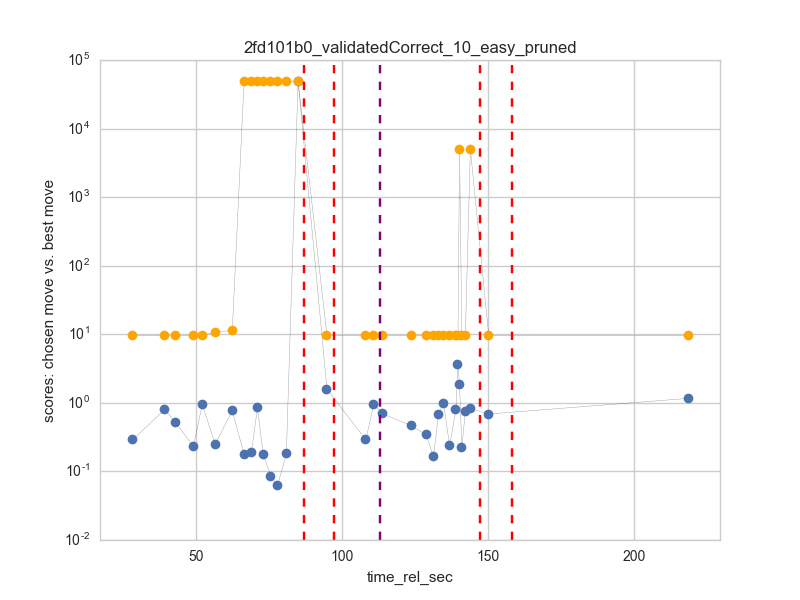 2fd101b0_validatedCorrect_10_easy_pruned
10^5
10^4
10^3
10^2
10^1
10^0
10^-1
10^-2
scores: chosen move vs. best move
50 100 150 200
time_rel_sec